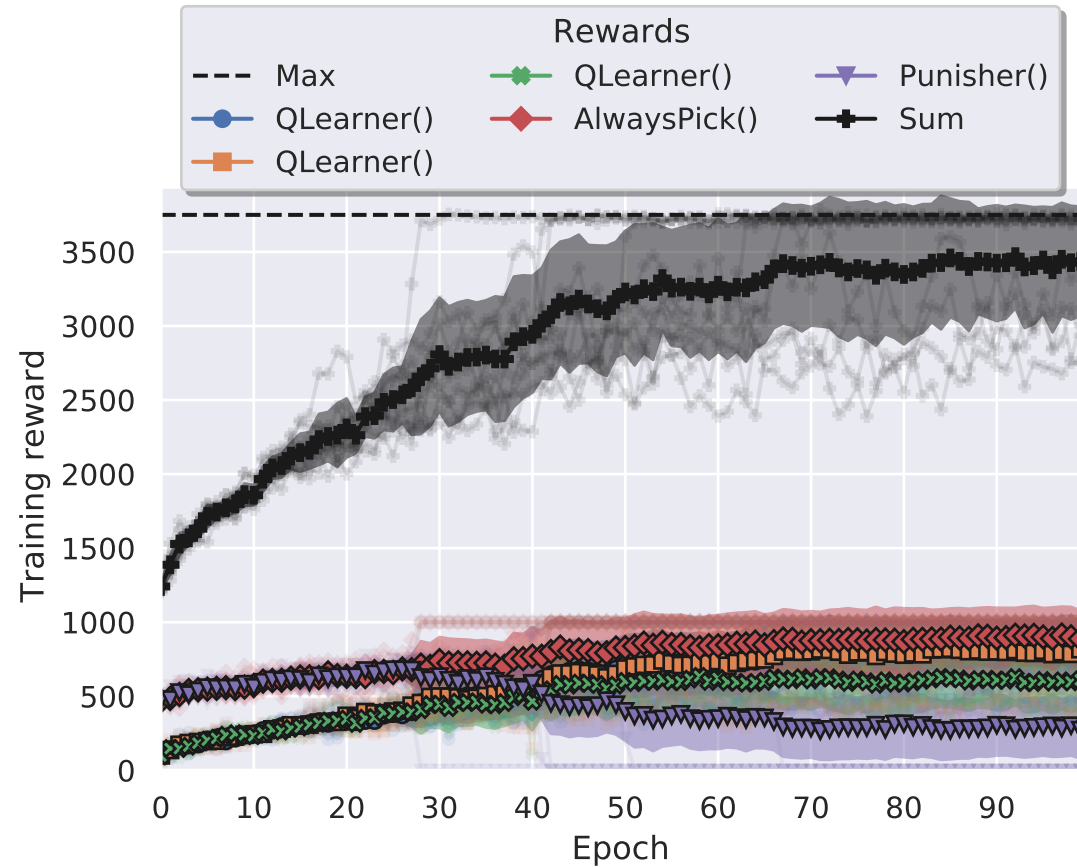 Rewards
Max
QLearner()
QLearner()
QLearner()
AlwaysPick()
Punisher()
Sum
Training reward
3500
3000
2500
2000
1500
1000
500
0
0 10 20 30 40 50 60 70 80 90
Epoch